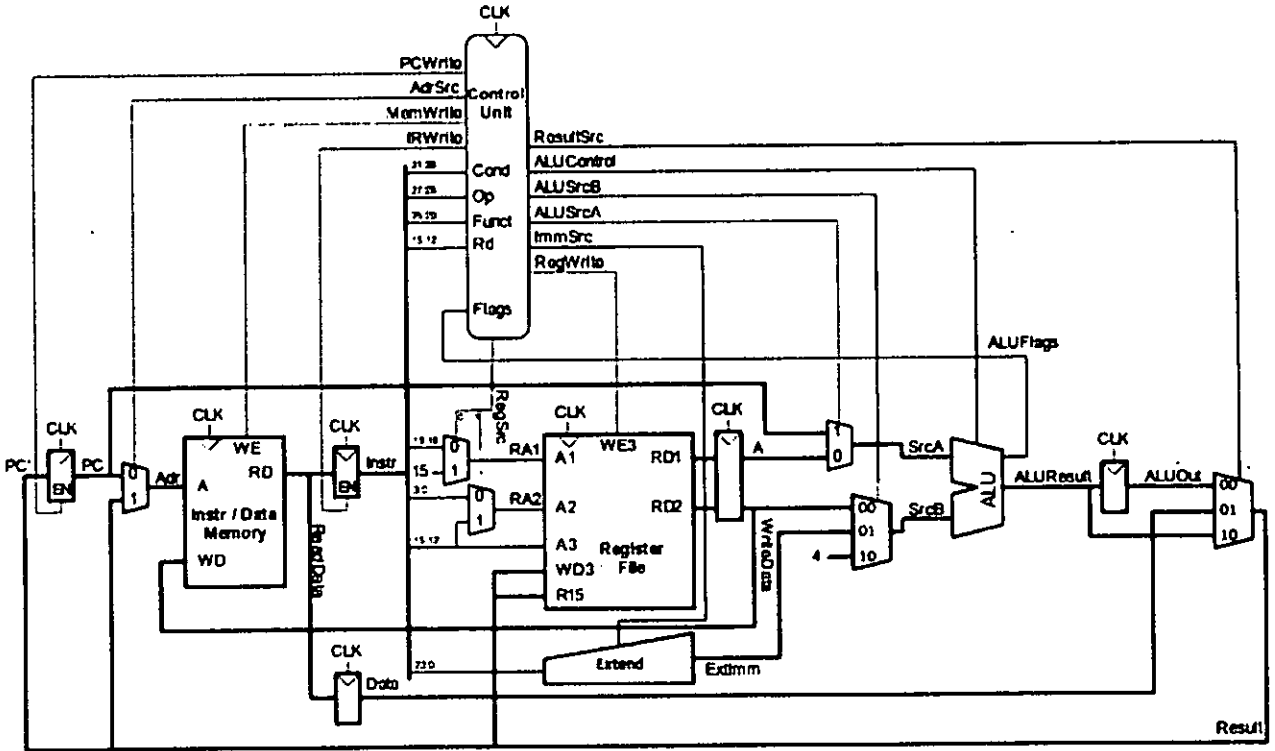 CLK
PCWrite
AdrSrc
Control
Unit
MemWrite
IRWrite
ResultSrc
31:28
Cond
ALUControl
27:26
Op
ALUSrcB
25:20
Funct
ALUSrcA
15:12
Rd
ImmSrc
RegWrite
Flags
ALUFlags
RegSrc
CLK
CLK
CLK
CLK
CLK
CLK
PC'
EN
PC
0
1
Adr
WE
A
RD
Instr / Data
Memory
WD
EN
Instr
ReadData
19:16
15
0
1
RA1
3:0
0
1
RA2
15:12
A1
A2
A3
WD3
R15
WE3
RD1
RD2
Register
File
A
WriteData
1
0
SrcA
00
01
10
4
SrcB
ALU
ALUResult
ALUOut
00
01
10
23:0
Extend
ExtImm
CLK
Data
Result